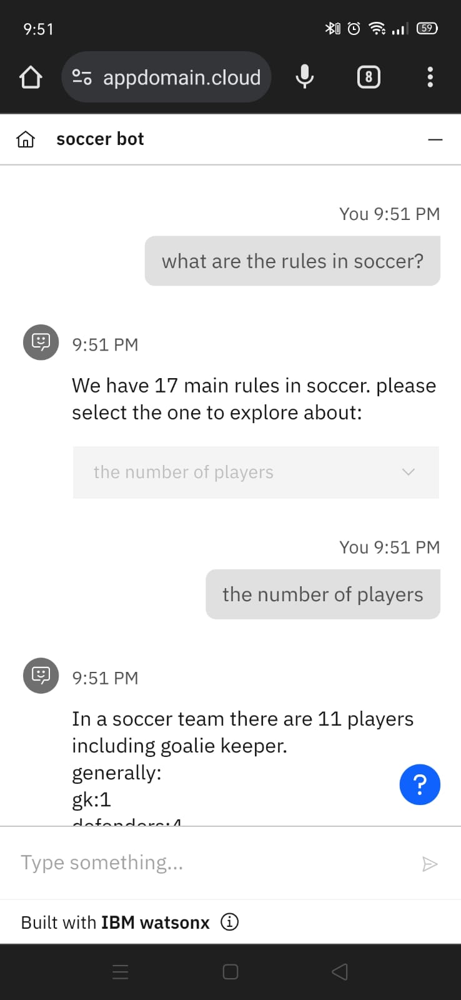 9:51
59
appdomain.cloud
8
soccer bot
You 9:51 PM
what are the rules in soccer?
9:51 PM
We have 17 main rules in soccer. please
select the one to explore about:
the number of players
You 9:51 PM
the number of players
9:51 PM
In a soccer team there are 11 players
including goalie keeper.
generally:
gk:1
defenders:4
?
Type something...
Built with IBM watsonx